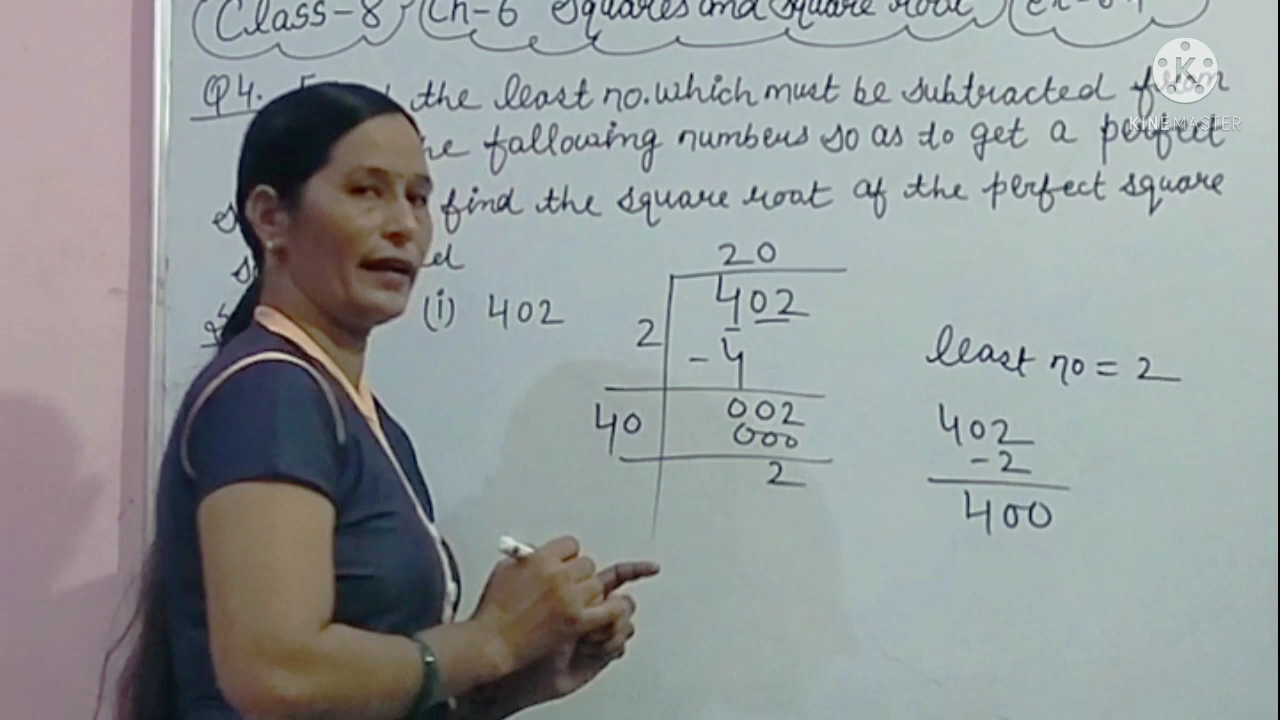 Class-8 Ch-6 Squares and Square root
Q4. the least no. which must be subtracted from
fallowing numbers so as to get a perfect
find the square root of the perfect square
(i) 402
20
2
402
-4
40
002
000
2
least no = 2
402
-2
400
K
KINEMASTER